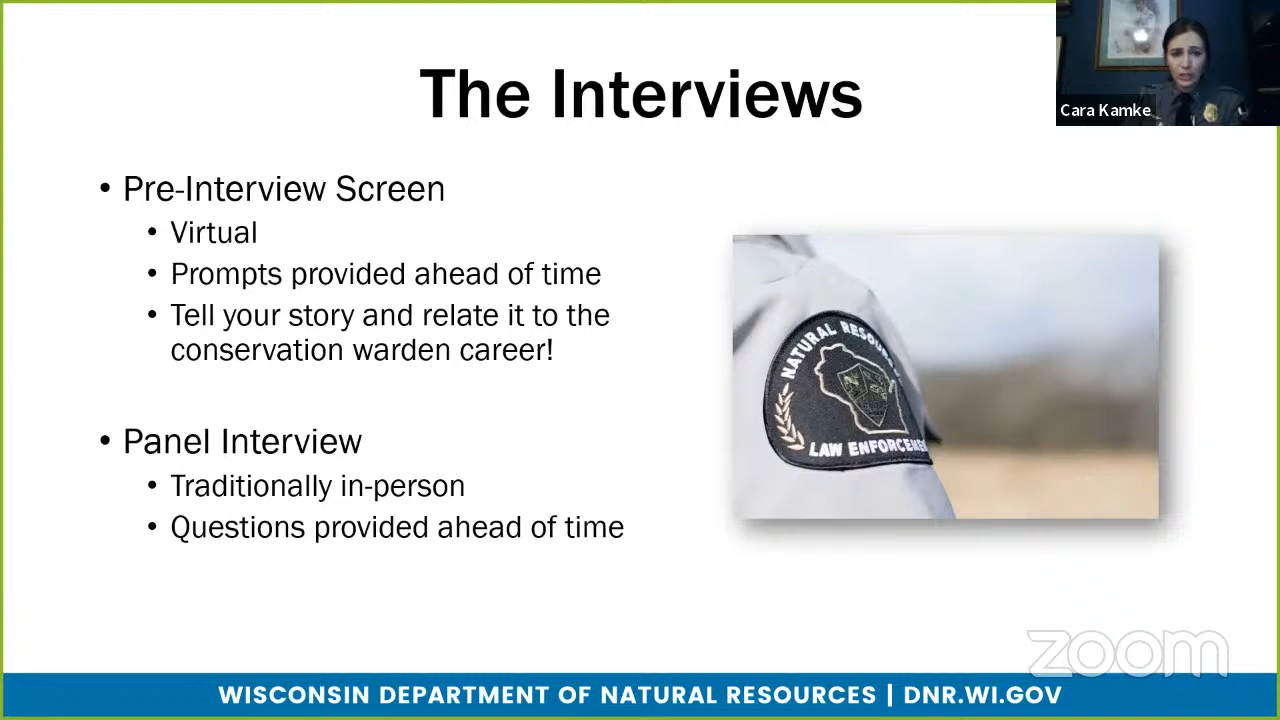 The Interviews
Cara Kamke
• Pre-Interview Screen
• Virtual
• Prompts provided ahead of time
• Tell your story and relate it to the
conservation warden career!
• Panel Interview
• Traditionally in-person
• Questions provided ahead of time
NATURAL
LAW
zoom
WISCONSIN DEPARTMENT OF NATURAL RESOURCES | DNR.WI.GOV